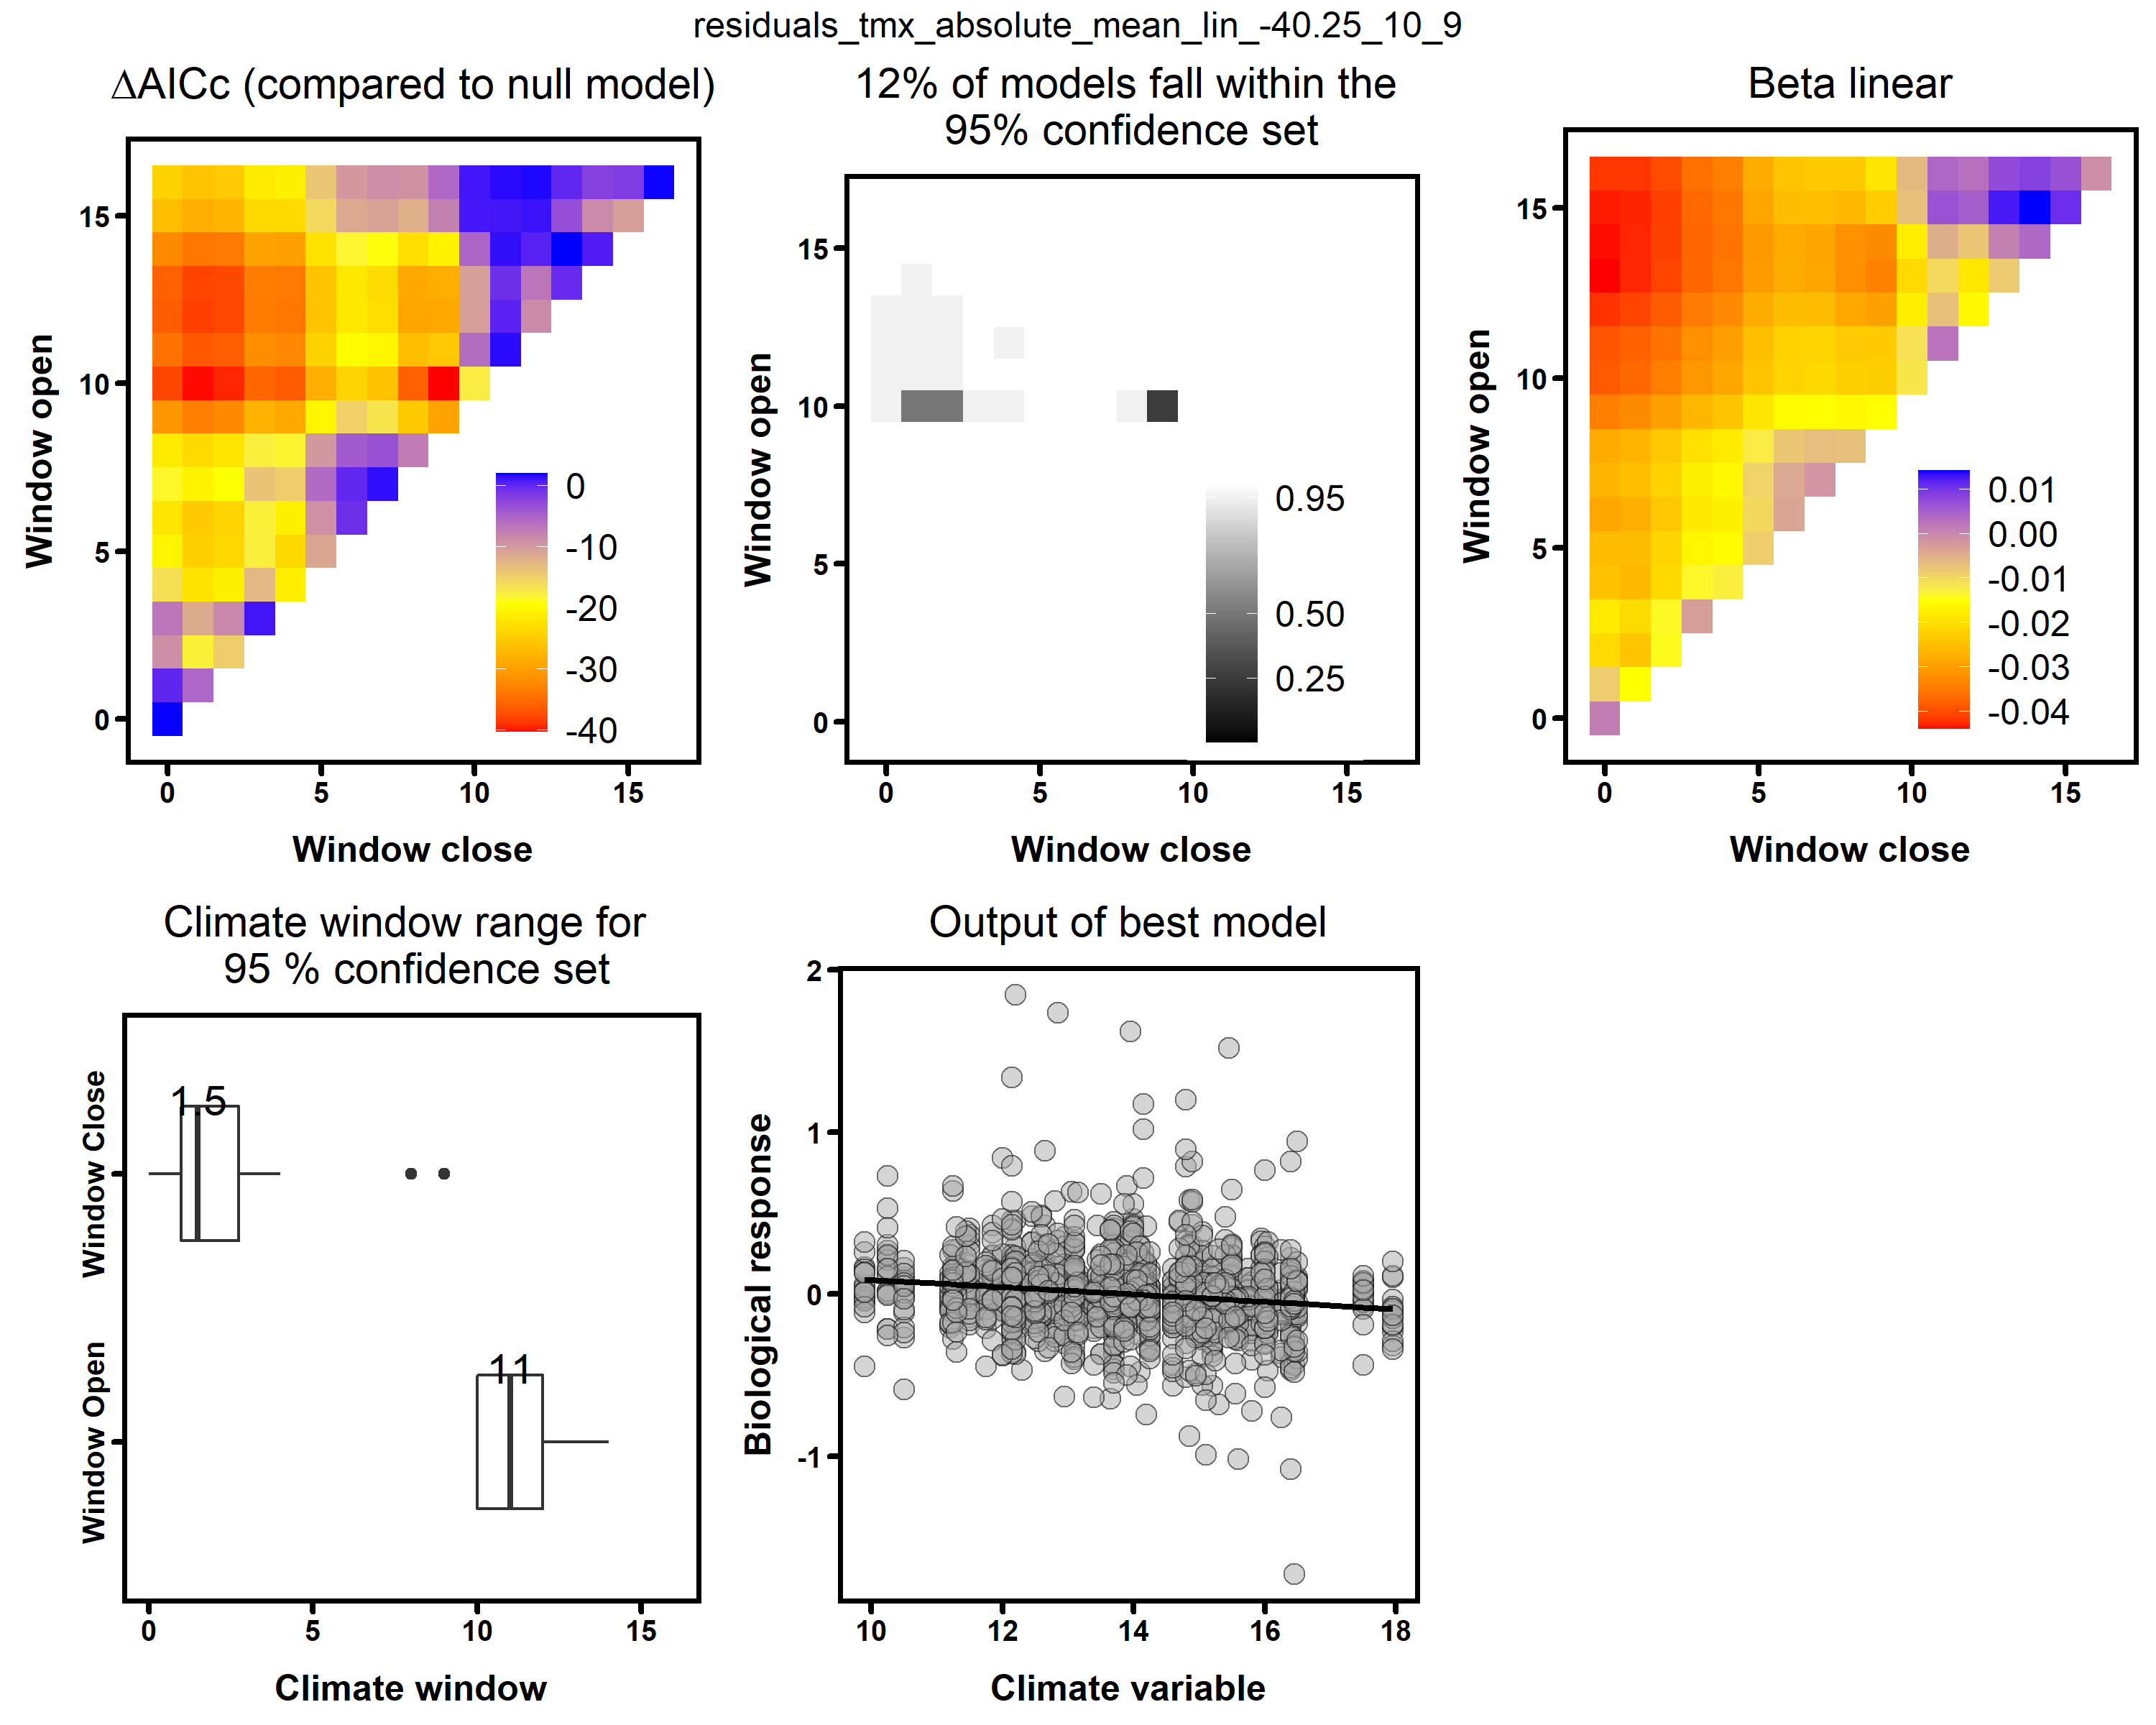 residuals_tmx_absolute_mean_lin_-40.25_10_9
ΔAICc (compared to null model)
Window open
15
10
5
0
0
-10
-20
-30
-40
0 5 10 15
Window close
12% of models fall within the
95% confidence set
Window open
15
10
5
0
0.95
0.50
0.25
0 5 10 15
Window close
Beta linear
Window open
15
10
5
0
0.01
0.00
-0.01
-0.02
-0.03
-0.04
0 5 10 15
Window close
Climate window range for
95 % confidence set
Window Close
1.5
Window Open
11
0 5 10 15
Climate window
Output of best model
Biological response
2
1
0
-1
10 12 14 16 18
Climate variable